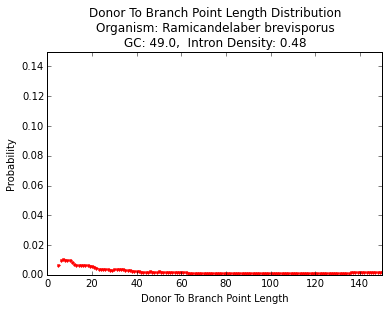 Donor To Branch Point Length Distribution
Organism: Ramicandelaber brevisporus
GC: 49.0,  Intron Density: 0.48
0.14
0.12
0.10
0.08
0.06
0.04
0.02
0.00
Probability
0 20 40 60 80 100 120 140
Donor To Branch Point Length